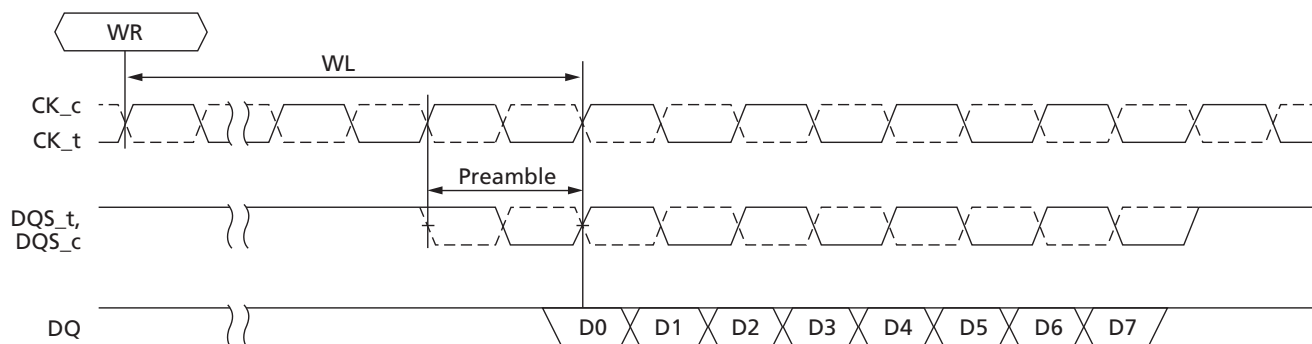 WR
WL
CK_c
CK_t
Preamble
DQS_t,
DQS_c
DQ D0 D1 D2 D3 D4 D5 D6 D7